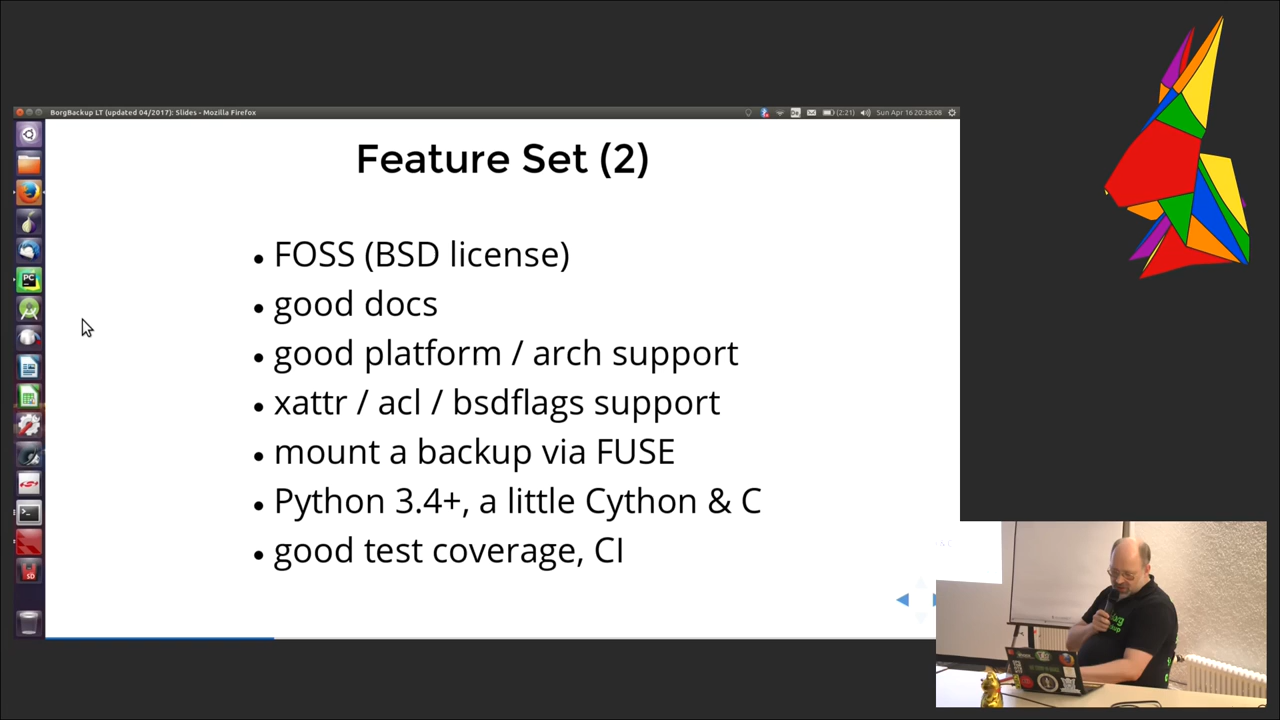 BorgBackup LT (updated 04/2017): Slides - Mozilla Firefox
(2:21)
Sun Apr 16 20:38:08
Feature Set (2)
• FOSS (BSD license)
• good docs
• good platform / arch support
• xattr / acl / bsdflags support
• mount a backup via FUSE
• Python 3.4+, a little Cython & C
• good test coverage, CI